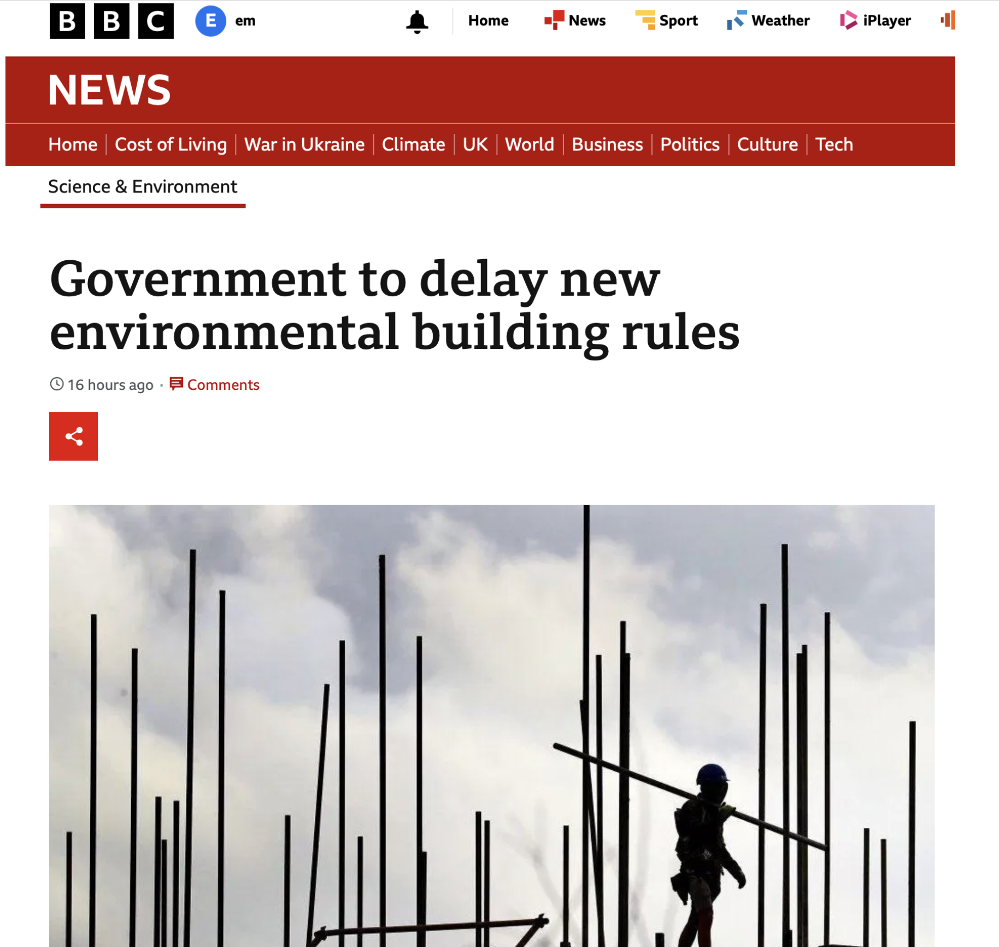 BBC E em Home News Sport Weather iPlayer
NEWS
Home Cost of Living War in Ukraine Climate UK World Business Politics Culture Tech
Science & Environment
Government to delay new
environmental building rules
16 hours ago · Comments